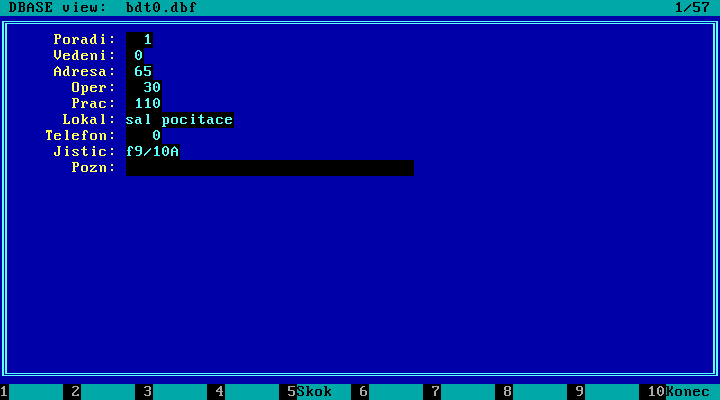 DBASE view:  bdt0.dbf 1/57
Poradi: 1
Vedeni: 0
Adresa: 65
Oper: 30
Prac: 110
Lokal: sal pocitace
Telefon: 0
Jistic: f9/10A
Pozn:
1 2 3 4 5Skok 6 7 8 9 10Konec